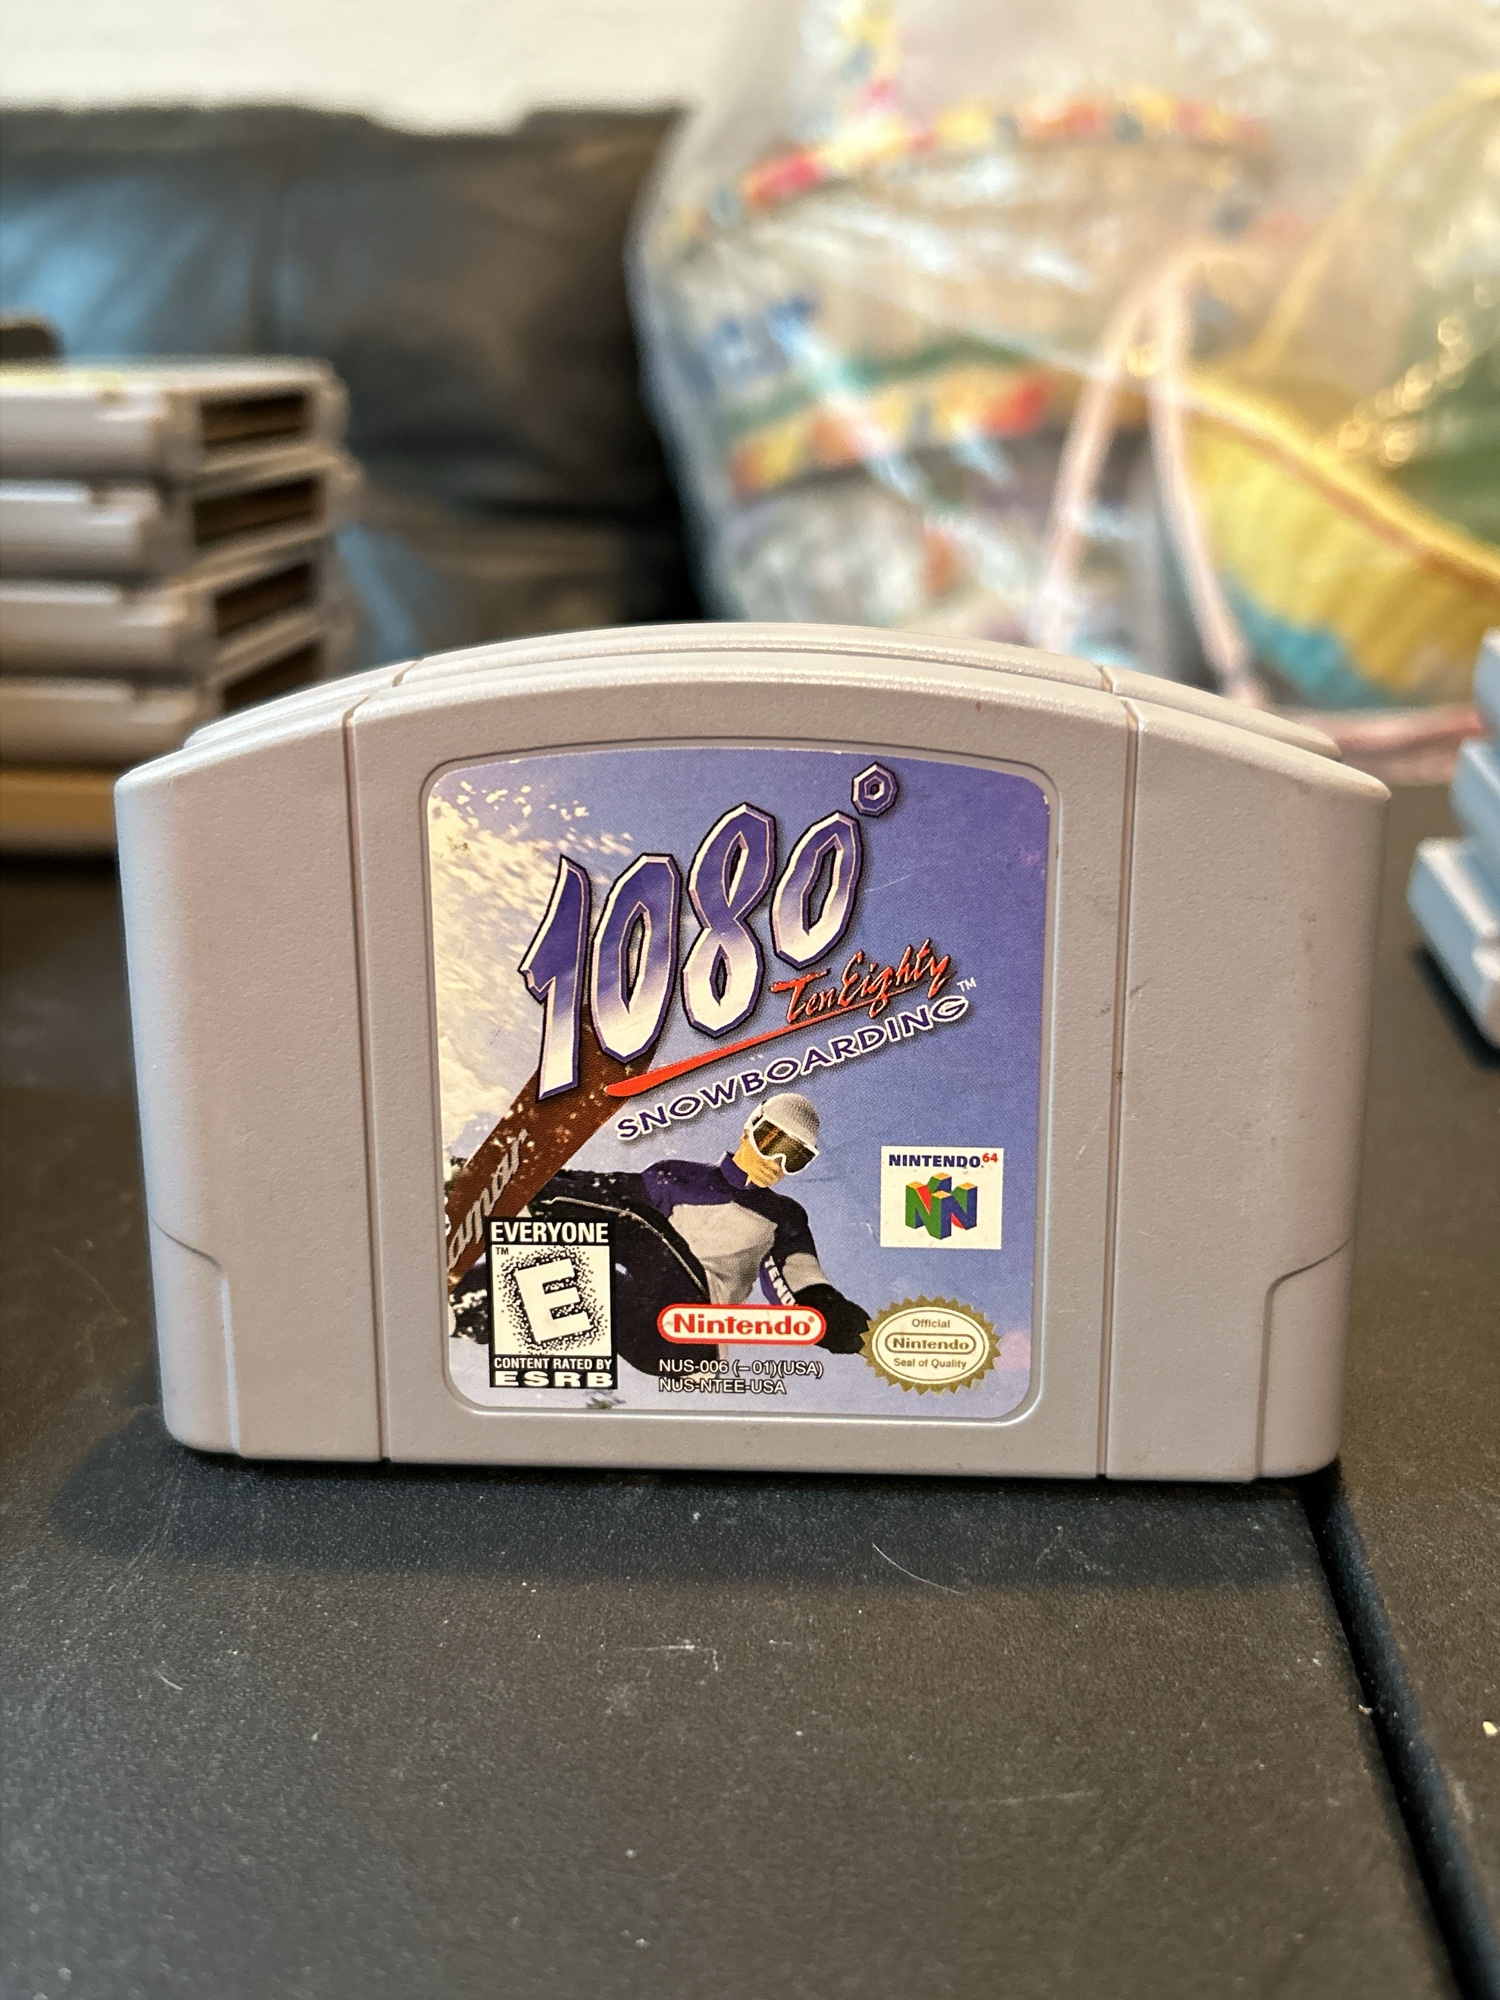 1080°
TenEighty
SNOWBOARDING™
NINTENDO64
EVERYONE
™
E
CONTENT RATED BY
ESRB
Nintendo®
NUS-006 (–01)(USA)
NUS-NTEE-USA
Official
Nintendo
Seal of Quality